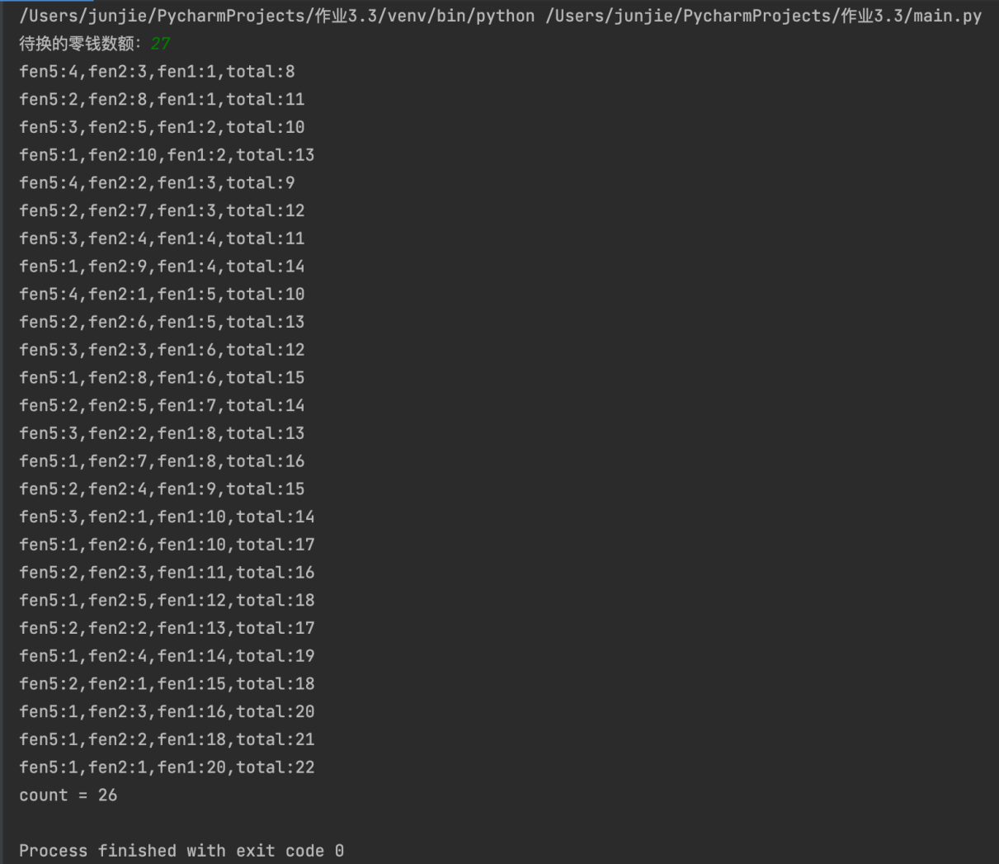 /Users/junjie/PycharmProjects/作业3.3/venv/bin/python /Users/junjie/PycharmProjects/作业3.3/main.py
待换的零钱数额：27
fen5:4,fen2:3,fen1:1,total:8
fen5:2,fen2:8,fen1:1,total:11
fen5:3,fen2:5,fen1:2,total:10
fen5:1,fen2:10,fen1:2,total:13
fen5:4,fen2:2,fen1:3,total:9
fen5:2,fen2:7,fen1:3,total:12
fen5:3,fen2:4,fen1:4,total:11
fen5:1,fen2:9,fen1:4,total:14
fen5:4,fen2:1,fen1:5,total:10
fen5:2,fen2:6,fen1:5,total:13
fen5:3,fen2:3,fen1:6,total:12
fen5:1,fen2:8,fen1:6,total:15
fen5:2,fen2:5,fen1:7,total:14
fen5:3,fen2:2,fen1:8,total:13
fen5:1,fen2:7,fen1:8,total:16
fen5:2,fen2:4,fen1:9,total:15
fen5:3,fen2:1,fen1:10,total:14
fen5:1,fen2:6,fen1:10,total:17
fen5:2,fen2:3,fen1:11,total:16
fen5:1,fen2:5,fen1:12,total:18
fen5:2,fen2:2,fen1:13,total:17
fen5:1,fen2:4,fen1:14,total:19
fen5:2,fen2:1,fen1:15,total:18
fen5:1,fen2:3,fen1:16,total:20
fen5:1,fen2:2,fen1:18,total:21
fen5:1,fen2:1,fen1:20,total:22
count = 26
Process finished with exit code 0